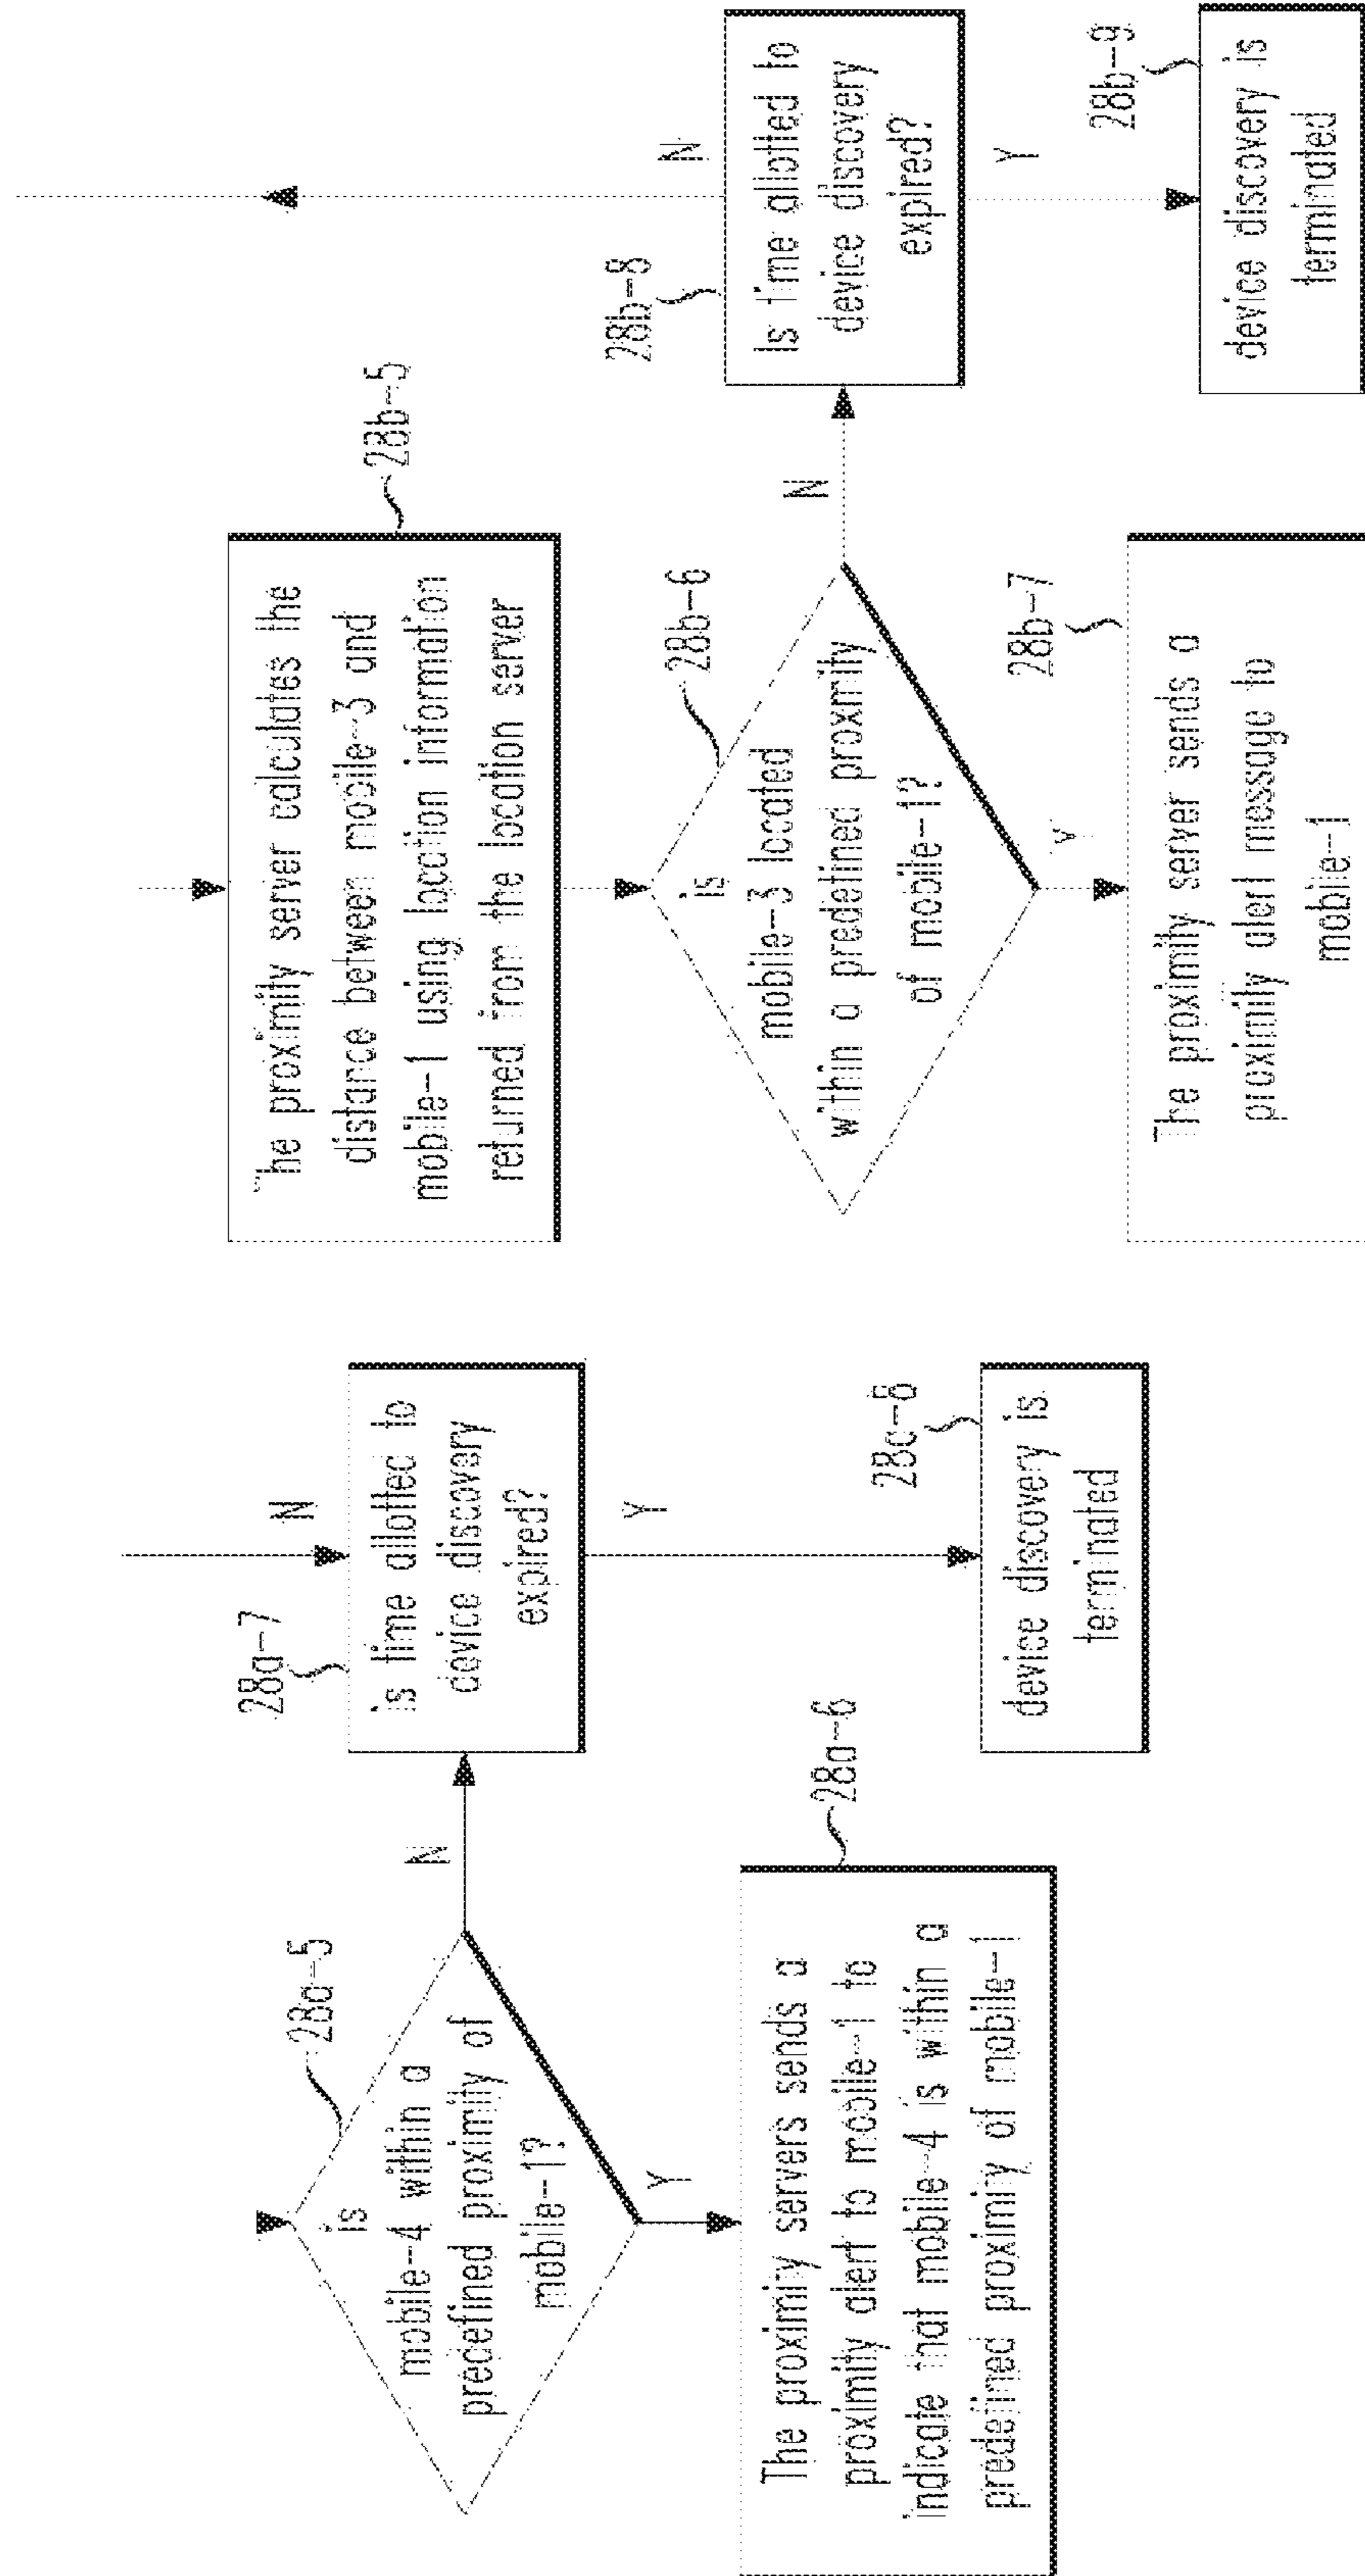 28a-5
is
mobile-4 within a
predefined proximity of
mobile-1?
N
Y
28a-6
The proximity servers sends a
proximity alert to mobile-1 to
indicate that mobile-4 is within a
predefined proximity of mobile-1
N
28a-7
is time allotted to
device discovery
expired?
Y
28a-8
device discovery is
terminated
28b-5
The proximity server calculates the
distance between mobile-3 and
mobile-1 using location information
returned from the location server
28b-6
is
mobile-3 located
within a predefined proximity
of mobile-1?
N
Y
28b-7
The proximity server sends a
proximity alert message to
mobile-1
N
28b-8
Is time allotted to
device discovery
expired?
Y
28b-9
device discovery is
terminated